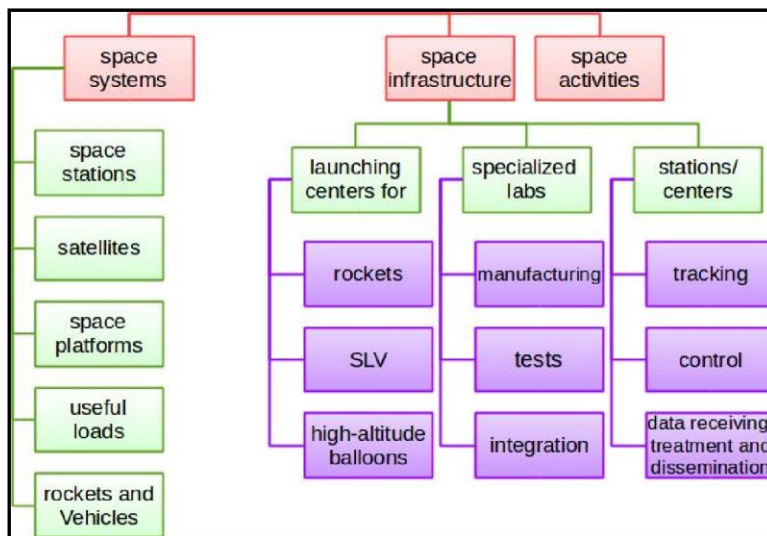 space
systems
space
infrastructure
space
activities
space
stations
satellites
space
platforms
useful
loads
rockets and
Vehicles
launching
centers for
rockets
SLV
high-altitude
balloons
specialized
labs
manufacturing
tests
integration
stations/
centers
tracking
control
data receiving,
treatment and
dissemination